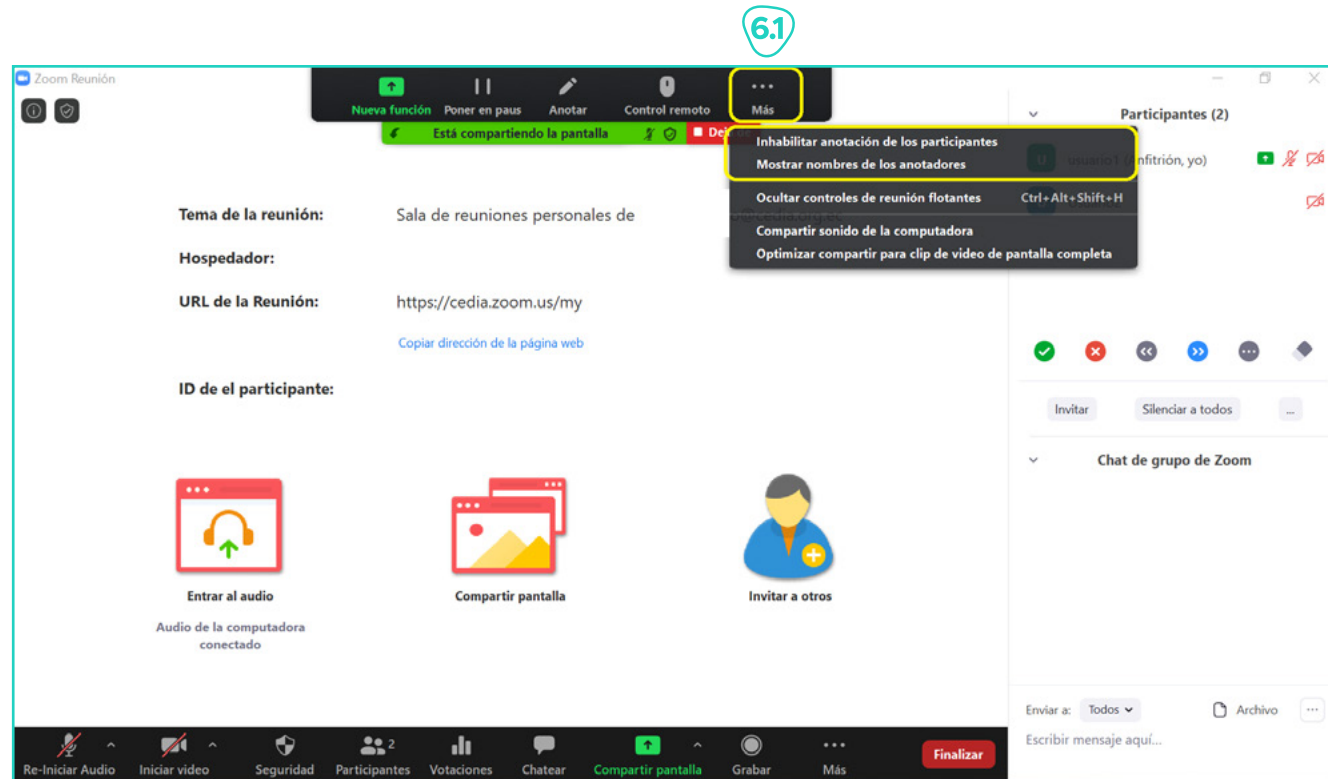 6.1
Zoom Reunión
Nueva función Poner en paus Anotar Control remoto Más
Está compartiendo la pantalla
Inhabilitar anotación de los participantes
Mostrar nombres de los anotadores
Ocultar controles de reunión flotantes Ctrl+Alt+Shift+H
Compartir sonido de la computadora
Optimizar compartir para clip de video de pantalla completa
Participantes (2)
U usuario1 (Anfitrión, yo)
Tema de la reunión: Sala de reuniones personales de
Hospedador:
URL de la Reunión: https://cedia.zoom.us/my
Copiar dirección de la página web
ID de el participante:
Invitar Silenciar a todos ...
Chat de grupo de Zoom
Entrar al audio
Audio de la computadora
conectado
Compartir pantalla
Invitar a otros
Enviar a: Todos Archivo
Escribir mensaje aquí...
Re-Iniciar Audio Iniciar video Seguridad Participantes 2 Votaciones Chatear Compartir pantalla Grabar Más Finalizar